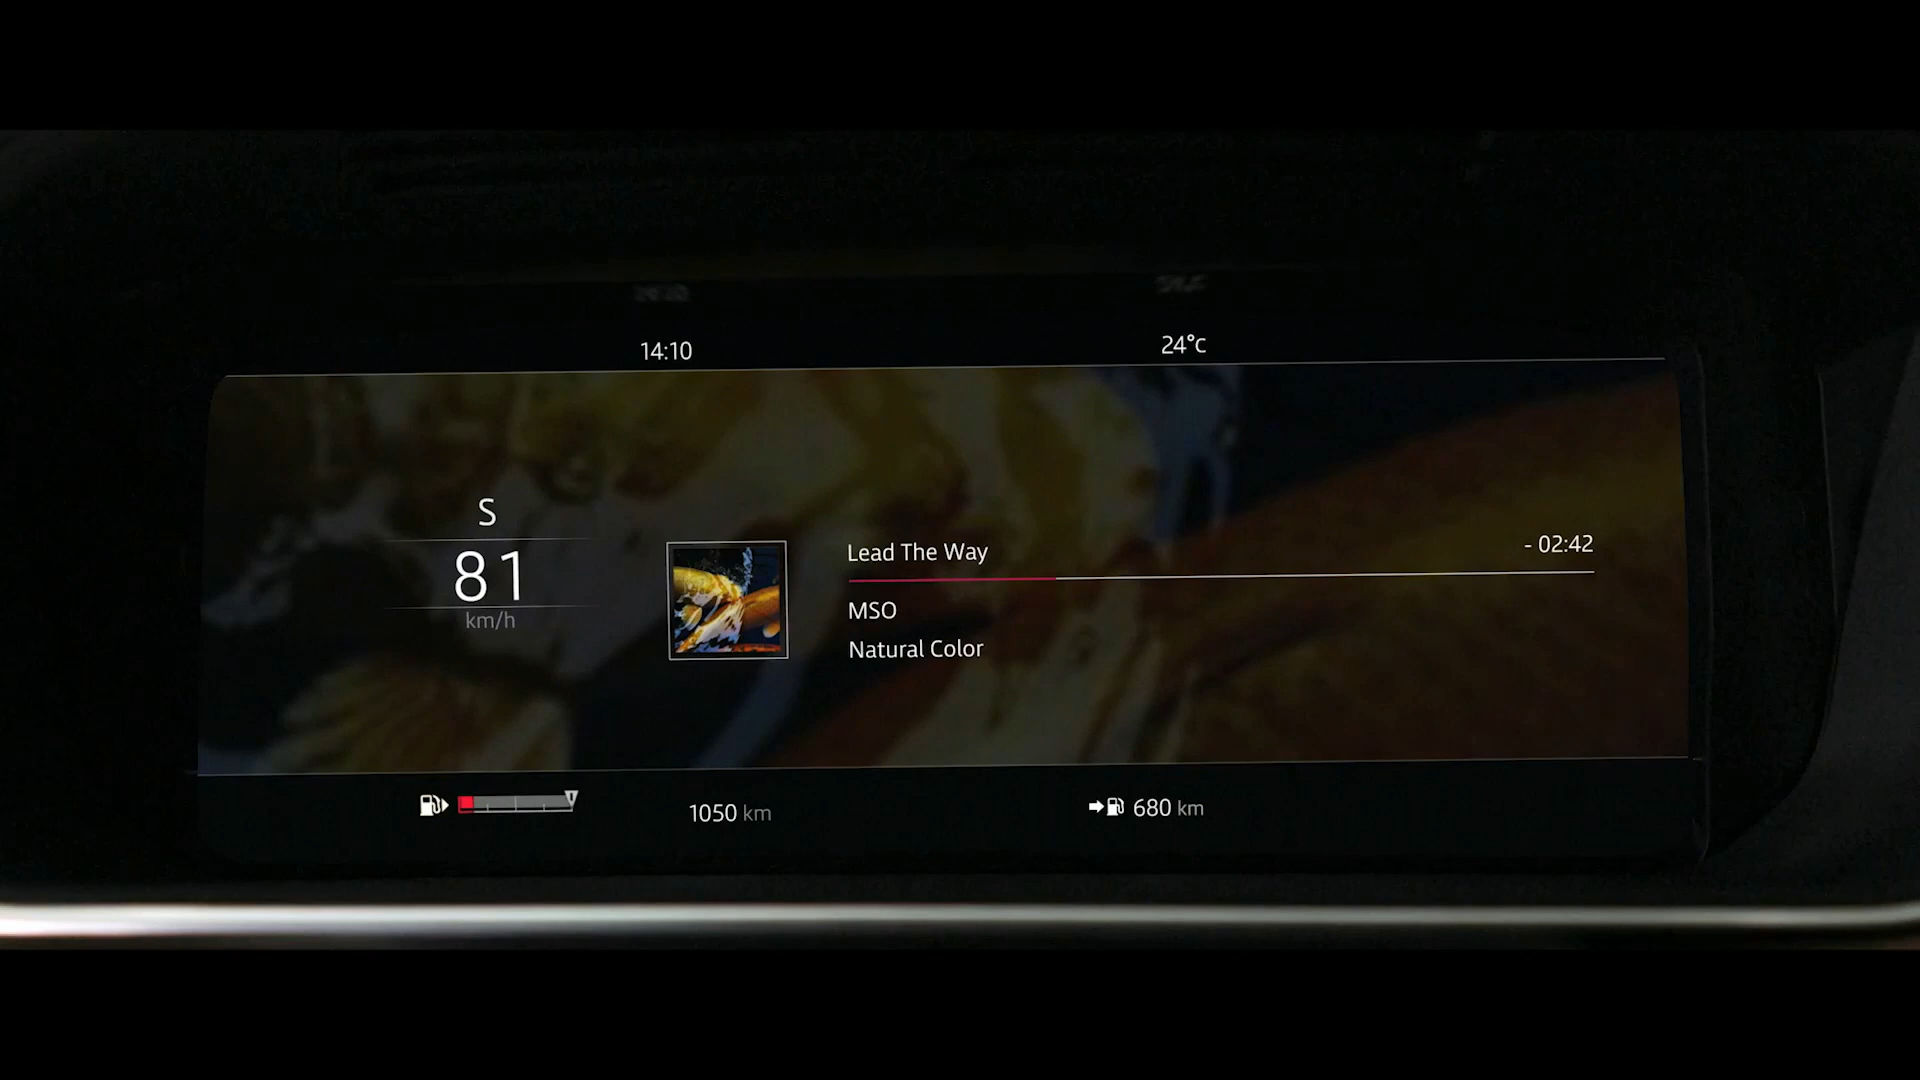 14:10
24°c
S
81
km/h
Lead The Way
- 02:42
MSO
Natural Color
1050 km
680 km